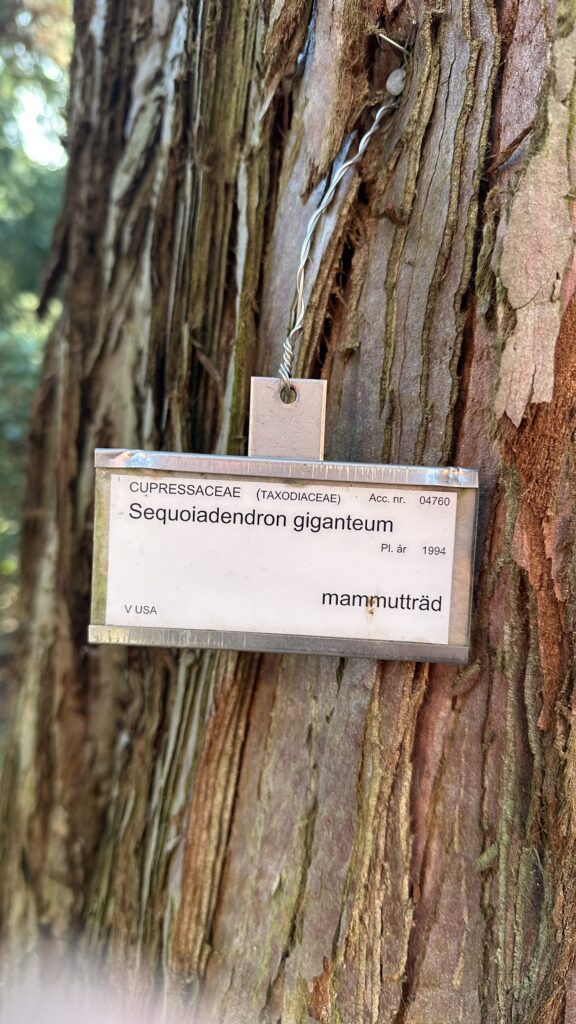 CUPRESSACEAE (TAXODIACEAE) Acc. nr. 04760
Sequoiadendron giganteum
Pl. år 1994
mammutträd
V USA